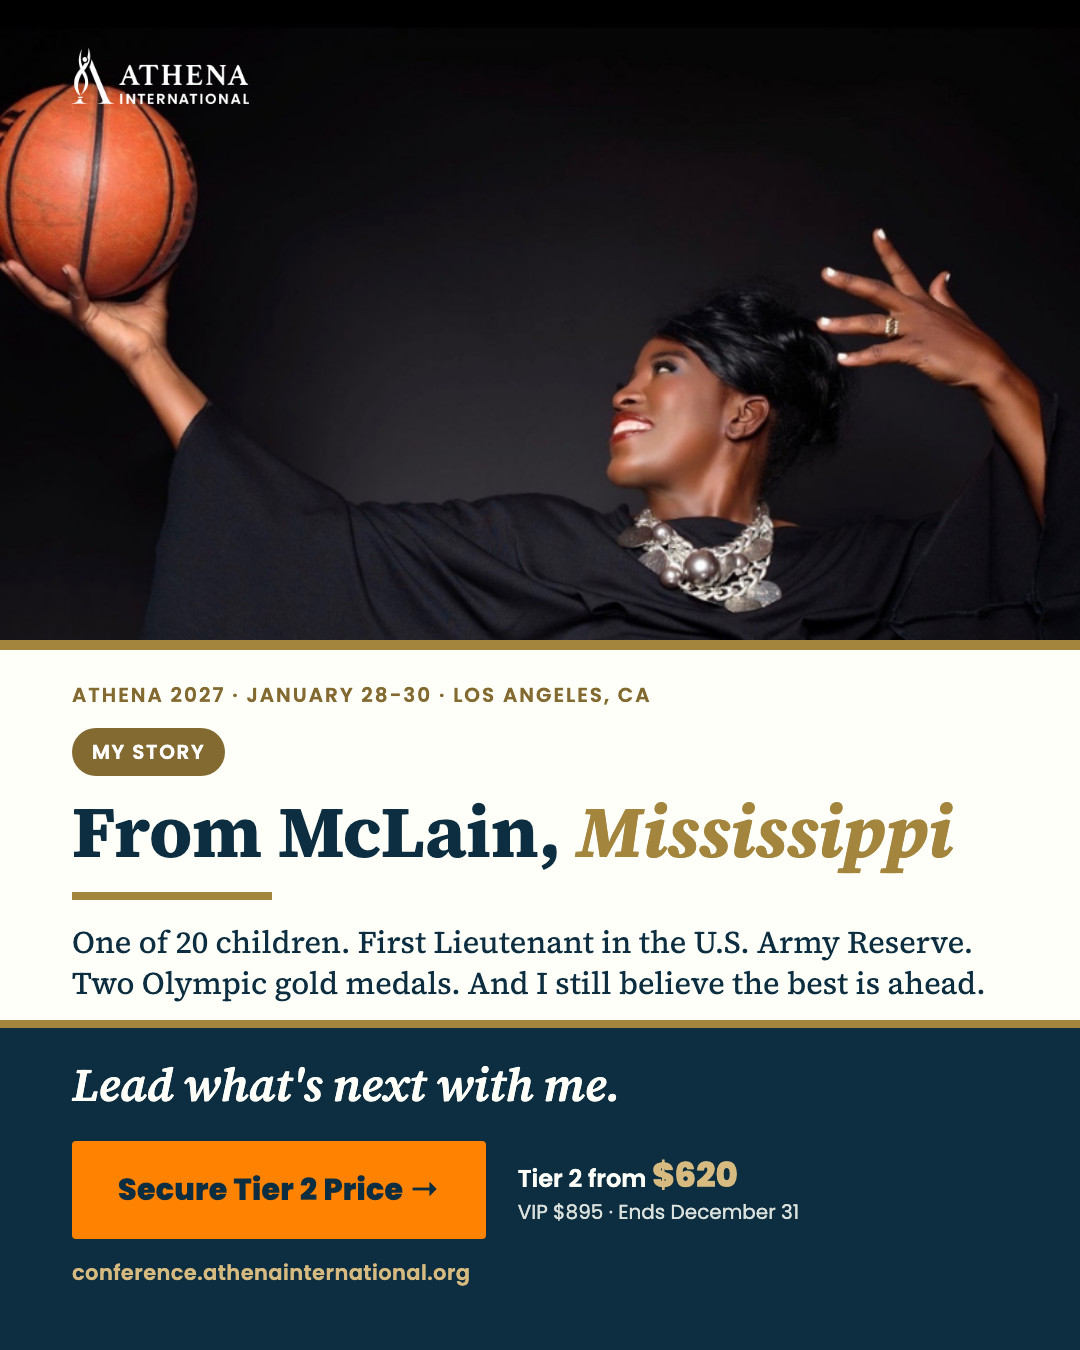 ATHENA
INTERNATIONAL
ATHENA 2027 · JANUARY 28–30 · LOS ANGELES, CA
MY STORY
From McLain, Mississippi
One of 20 children. First Lieutenant in the U.S. Army Reserve.
Two Olympic gold medals. And I still believe the best is ahead.
Lead what's next with me.
Secure Tier 2 Price →
Tier 2 from $620
VIP $895 · Ends December 31
conference.athenainternational.org